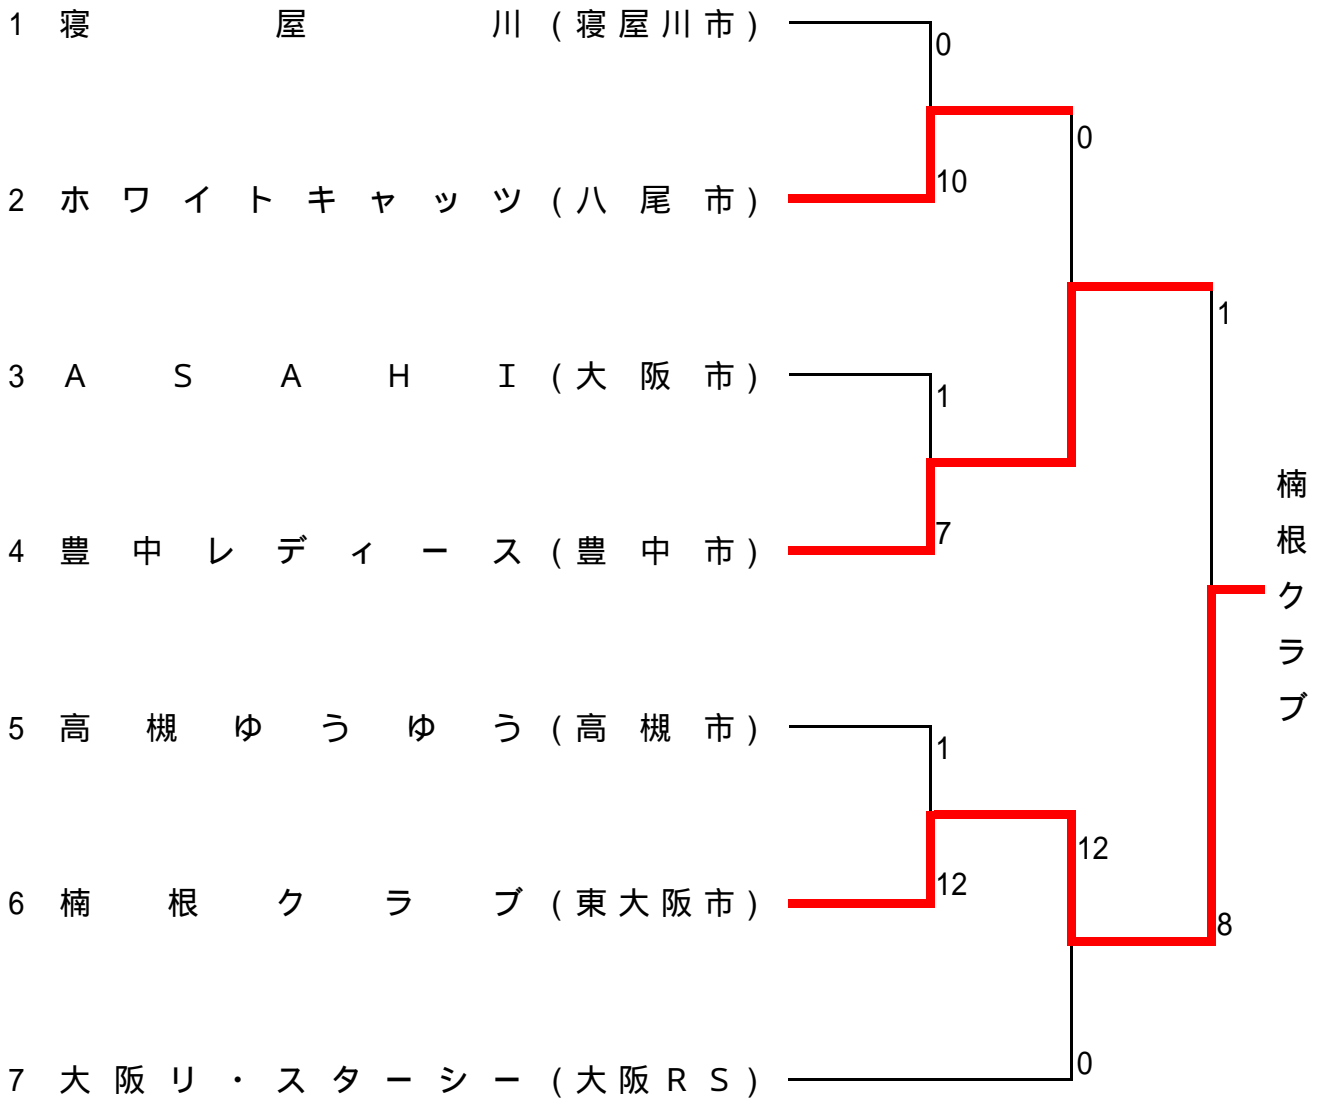 1 寝屋川 (寝屋川市)
0
0
2 ホワイトキャッツ (八尾市)
10
1
3 ＡＳＡＨＩ (大阪市)
1
4 豊中レディース (豊中市)
7
楠根クラブ
5 高槻ゆうゆう (高槻市)
1
12
6 楠根クラブ (東大阪市)
12
8
7 大阪リ・スターシー (大阪ＲＳ)
0